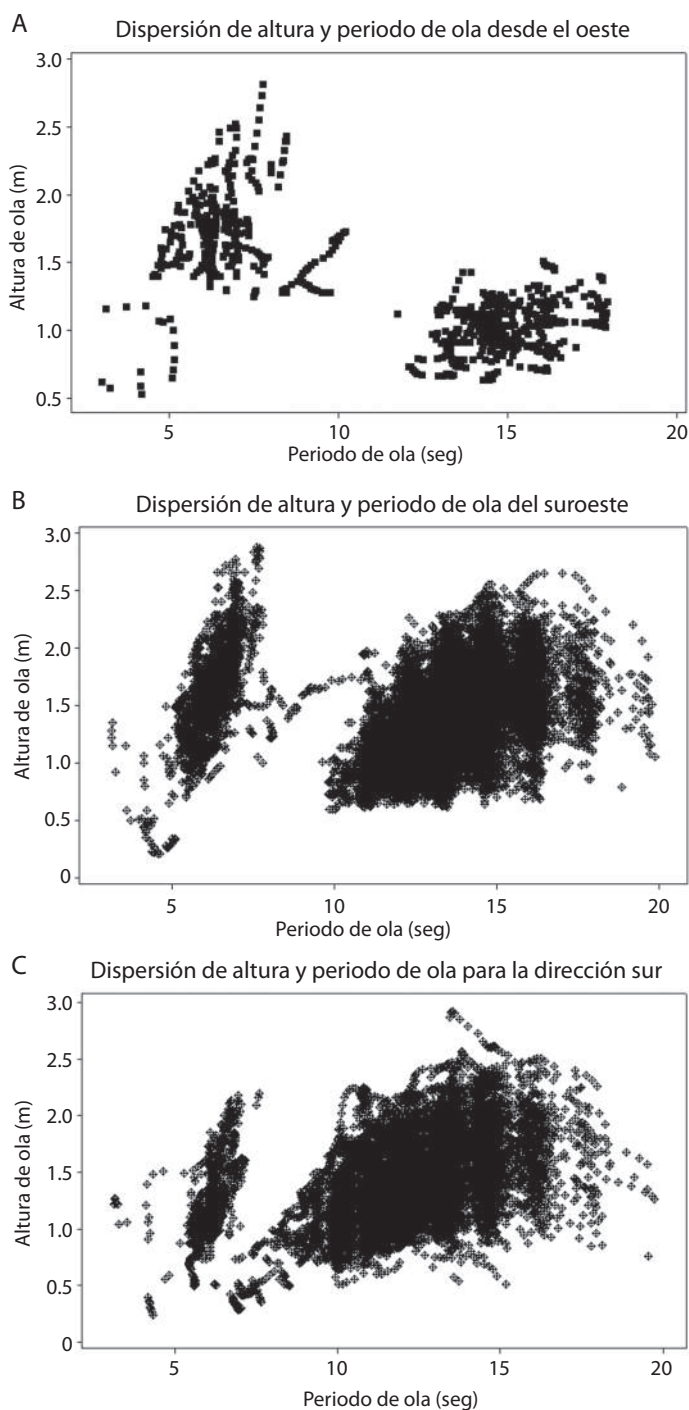 A
Dispersión de altura y periodo de ola desde el oeste
3.0
2.5
2.0
1.5
1.0
0.5
Altura de ola (m)
5 10 15 20
Periodo de ola (seg)
B
Dispersión de altura y periodo de ola del suroeste
3.0
2.5
2.0
1.5
1.0
0.5
0
Altura de ola (m)
5 10 15 20
Periodo de ola (seg)
C
Dispersión de altura y periodo de ola para la dirección sur
3.0
2.5
2.0
1.5
1.0
0.5
0
Altura de ola (m)
5 10 15 20
Periodo de ola (seg)